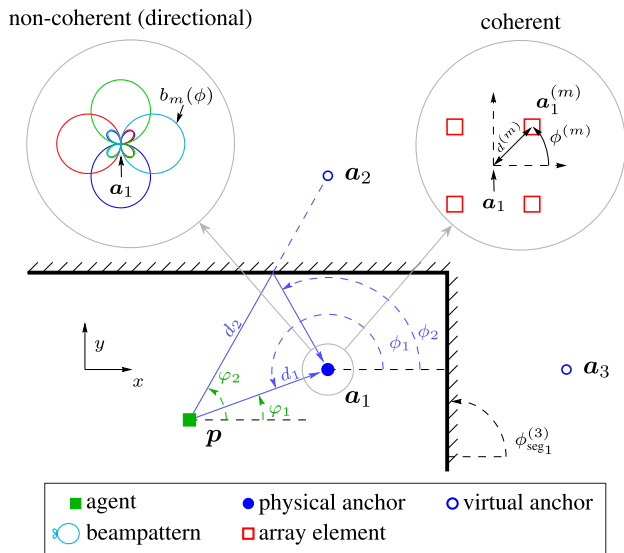 non-coherent (directional)
coherent
b_m(ϕ)
a_1
a_1^(m)
d^(m)
ϕ^(m)
a_1
a_2
y
x
d_2
d_1
φ_2
φ_1
ϕ_1
ϕ_2
p
a_1
a_3
ϕ_seg_1^(3)
agent
physical anchor
virtual anchor
beampattern
array element